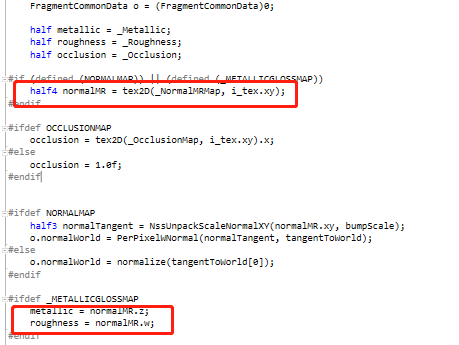 FragmentCommonData o = (FragmentCommonData)0;
half metallic = _Metallic;
half roughness = _Roughness;
half occlusion = _Occlusion;
#if (defined (NORMALMAP)) || (defined (_METALLICGLOSSMAP))
half4 normalMR = tex2D(_NormalMRMap, i_tex.xy);
#endif
#ifdef OCCLUSIONMAP
occlusion = tex2D(_OcclusionMap, i_tex.xy).x;
#else
occlusion = 1.0f;
#endif
#ifdef NORMALMAP
half3 normalTangent = NssUnpackScaleNormalXY(normalMR.xy, bumpScale);
o.normalWorld = PerPixelWNormal(normalTangent, tangentToWorld);
#else
o.normalWorld = normalize(tangentToWorld[0]);
#endif
#ifdef _METALLICGLOSSMAP
metallic = normalMR.z;
roughness = normalMR.w;
#endif